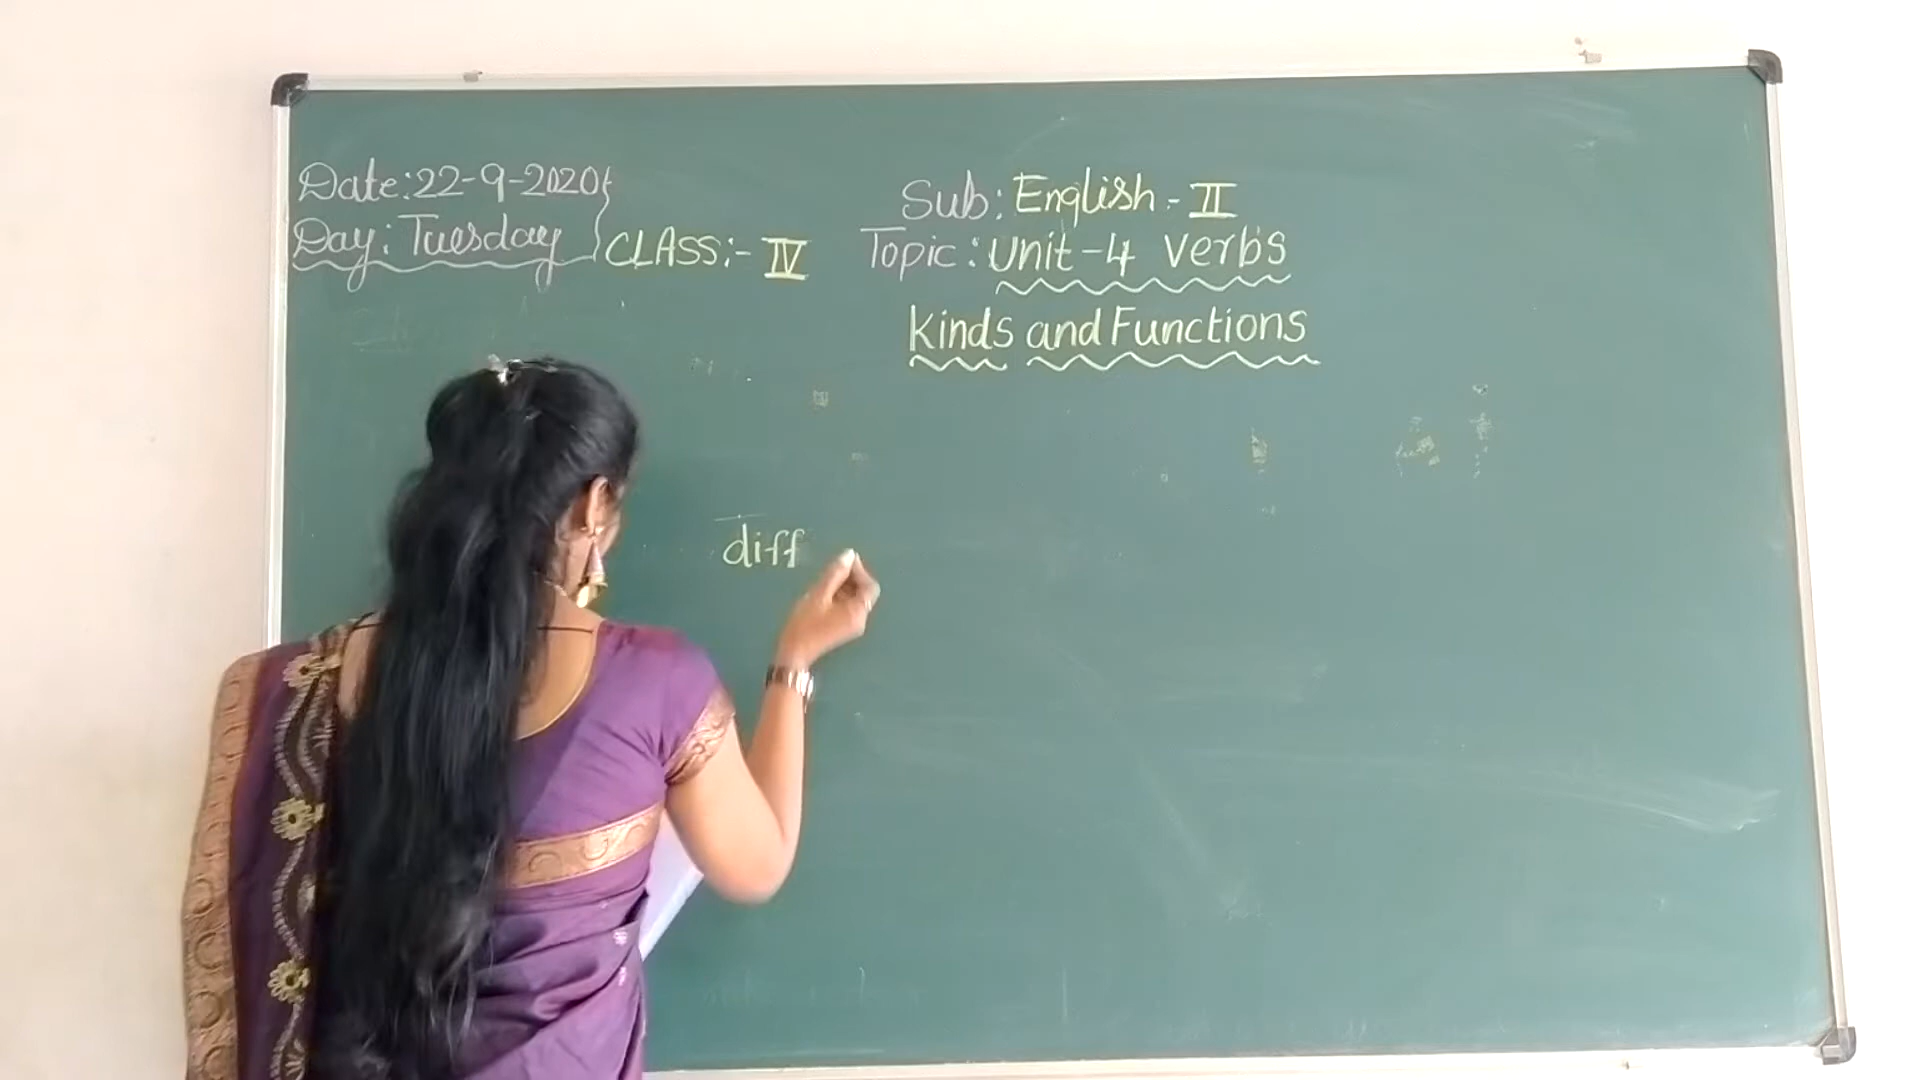 Date:22-9-2020
Day: Tuesday
CLASS:- IV
Sub: English - II
Topic: Unit-4 Verbs
Kinds and Functions
diff